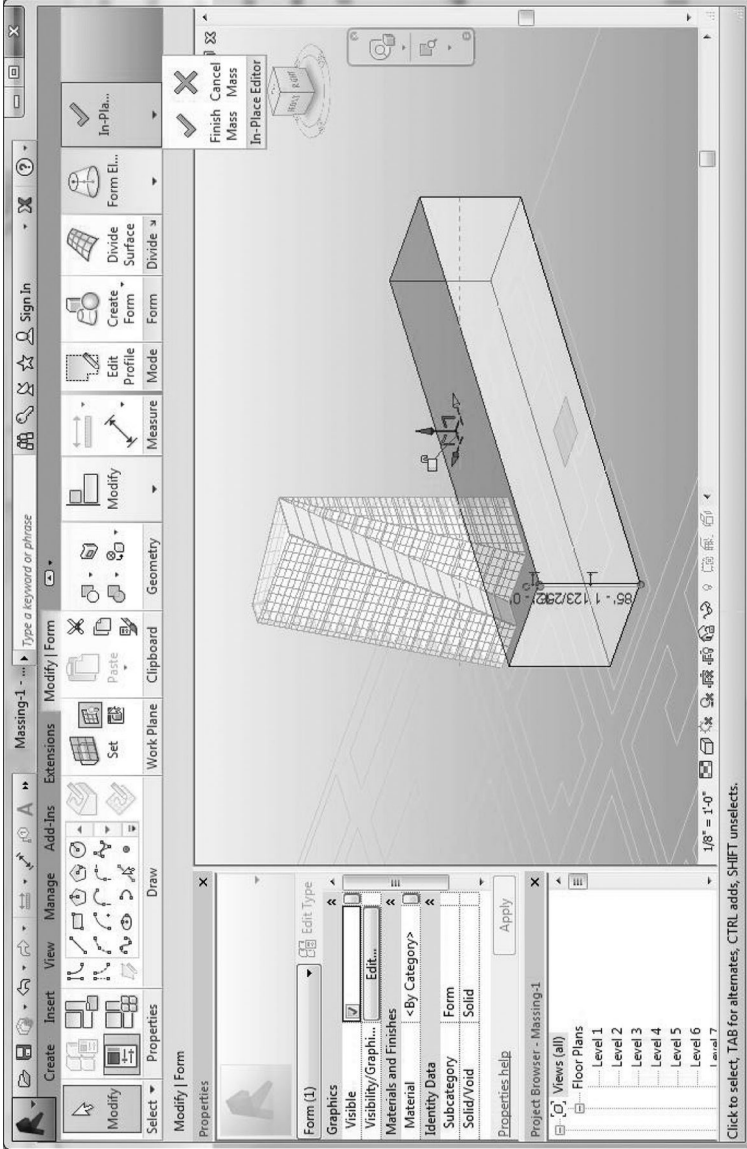 Massing-1 - ...
Type a keyword or phrase
Sign In
Create Insert View Manage Add-Ins Extensions Modify | Form
Modify
Paste
Set
Modify
Edit Profile
Create Form
Divide Surface
Form El...
In-Pla...
Select Properties Draw Work Plane Clipboard Geometry Measure Mode Form Divide
Finish Mass
Cancel Mass
In-Place Editor
Modify | Form
Properties
Form (1)
Edit Type
Graphics
Visible
Visibility/Graphi... Edit...
Materials and Finishes
Material <By Category>
Identity Data
Subcategory Form
Solid/Void Solid
Properties help
Apply
Project Browser - Massing-1
Views (all)
Floor Plans
Level 1
Level 2
Level 3
Level 4
Level 5
Level 6
Level 7
RIGHT
1/8" = 1'-0"
Click to select, TAB for alternates, CTRL adds, SHIFT unselects.